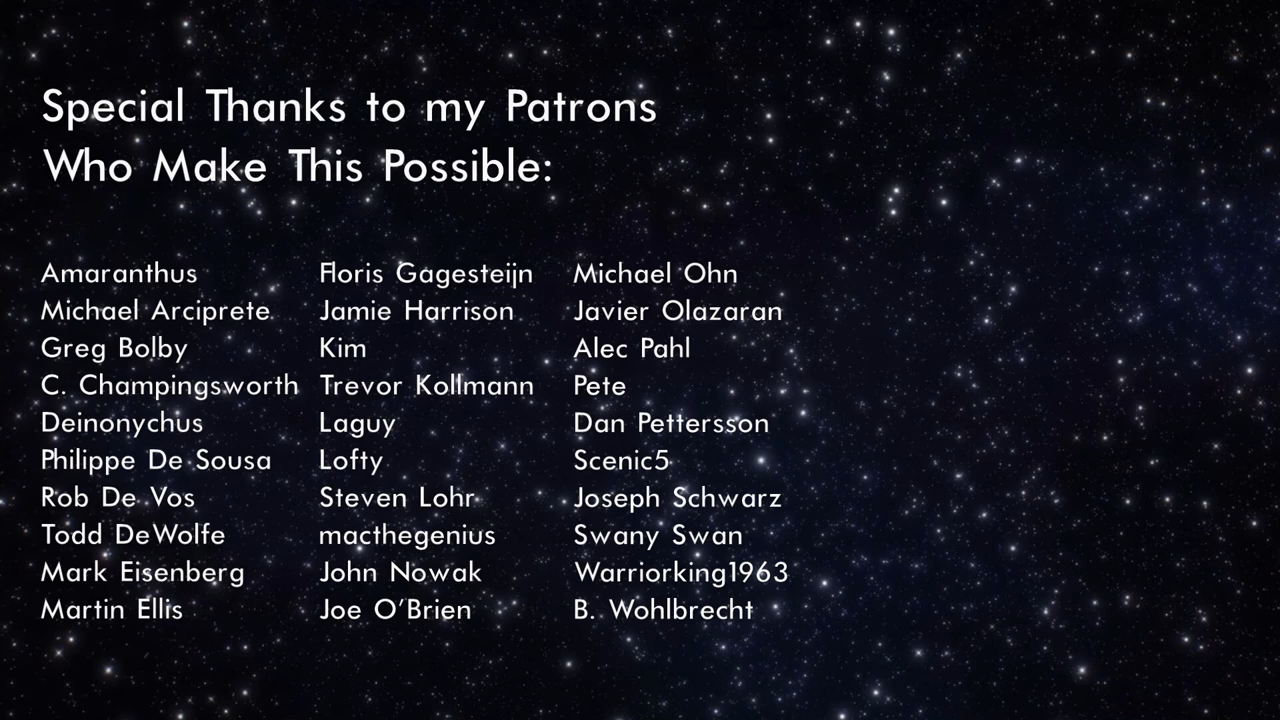 Special Thanks to my Patrons
Who Make This Possible:
Amaranthus
Michael Arciprete
Greg Bolby
C. Champingsworth
Deinonychus
Philippe De Sousa
Rob De Vos
Todd DeWolfe
Mark Eisenberg
Martin Ellis
Floris Gagesteijn
Jamie Harrison
Kim
Trevor Kollmann
Laguy
Lofty
Steven Lohr
macthegenius
John Nowak
Joe O'Brien
Michael Ohn
Javier Olazaran
Alec Pahl
Pete
Dan Pettersson
Scenic5
Joseph Schwarz
Swany Swan
Warriorking1963
B. Wohlbrecht